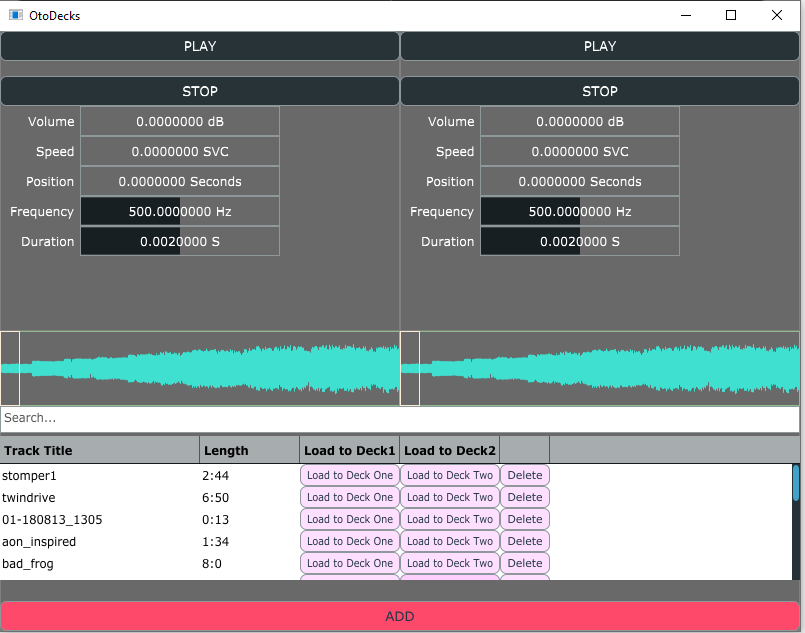 OtoDecks
PLAY PLAY
STOP STOP
Volume 0.0000000 dB Volume 0.0000000 dB
Speed 0.0000000 SVC Speed 0.0000000 SVC
Position 0.0000000 Seconds Position 0.0000000 Seconds
Frequency 500.0000000 Hz Frequency 500.0000000 Hz
Duration 0.0020000 S Duration 0.0020000 S
Search...
Track Title Length Load to Deck1 Load to Deck2
stomper1 2:44 Load to Deck One Load to Deck Two Delete
twindrive 6:50 Load to Deck One Load to Deck Two Delete
01-180813_1305 0:13 Load to Deck One Load to Deck Two Delete
aon_inspired 1:34 Load to Deck One Load to Deck Two Delete
bad_frog 8:0 Load to Deck One Load to Deck Two Delete
ADD